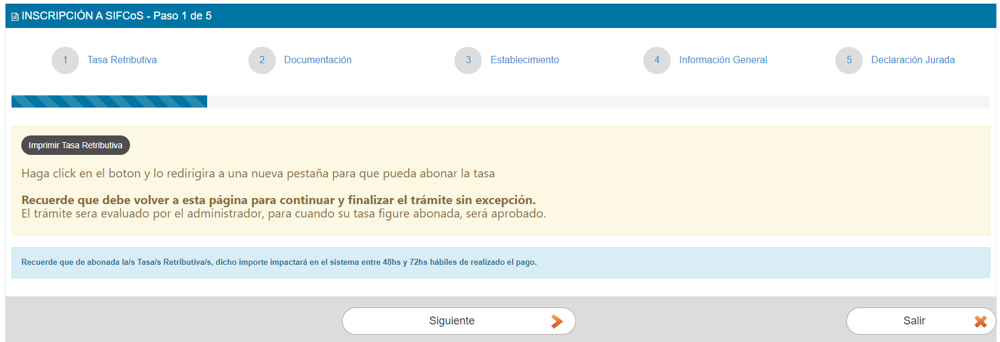 INSCRIPCIÓN A SIFCoS - Paso 1 de 5
1 Tasa Retributiva
2 Documentación
3 Establecimiento
4 Información General
5 Declaración Jurada
Imprimir Tasa Retributiva
Haga click en el boton y lo redirigira a una nueva pestaña para que pueda abonar la tasa
Recuerde que debe volver a esta página para continuar y finalizar el trámite sin excepción.
El trámite sera evaluado por el administrador, para cuando su tasa figure abonada, será aprobado.
Recuerde que de abonada la/s Tasa/s Retributiva/s, dicho importe impactará en el sistema entre 48hs y 72hs hábiles de realizado el pago.
Siguiente
Salir